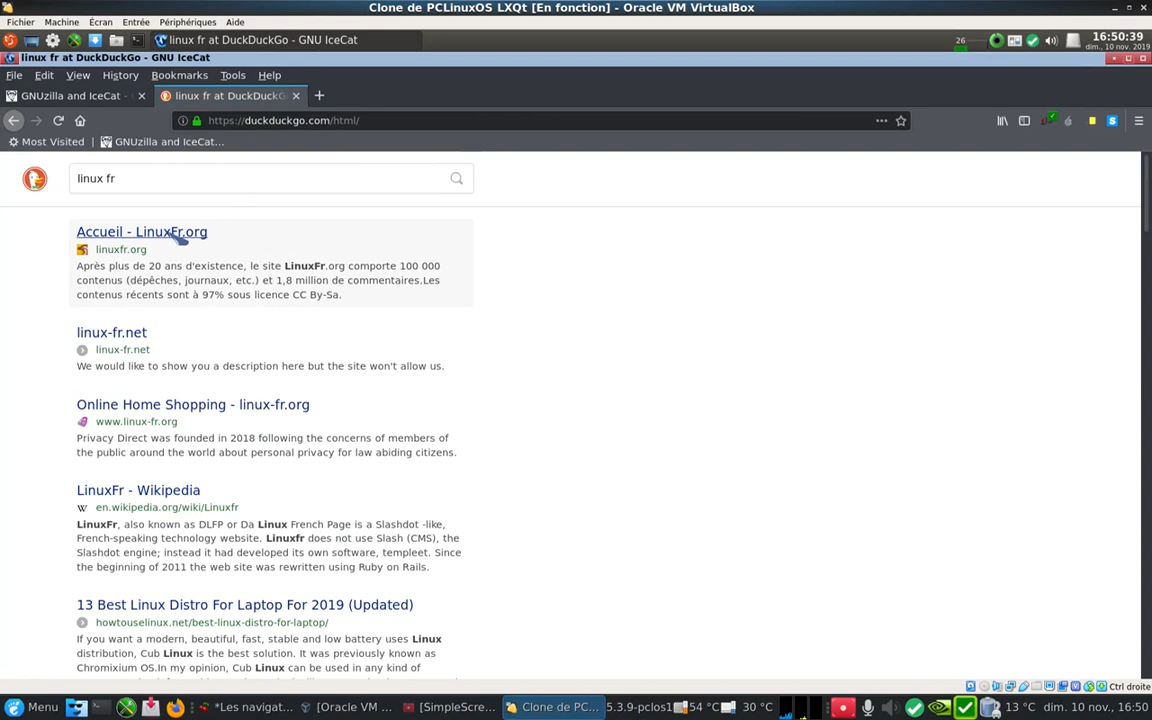 Clone de PCLinuxOS LXQt [En fonction] - Oracle VM VirtualBox
Fichier Machine Écran Entrée Périphériques Aide
linux fr at DuckDuckGo - GNU IceCat
26
16:50:39
dim., 10 nov. 2019
linux fr at DuckDuckGo - GNU IceCat
File Edit View History Bookmarks Tools Help
GNUzilla and IceCat -
linux fr at DuckDuckG
https://duckduckgo.com/html/
Most Visited
GNUzilla and IceCat...
linux fr
Accueil - LinuxFr.org
linuxfr.org
Après plus de 20 ans d'existence, le site LinuxFr.org comporte 100 000
contenus (dépêches, journaux, etc.) et 1,8 million de commentaires.Les
contenus récents sont à 97% sous licence CC By-Sa.
linux-fr.net
linux-fr.net
We would like to show you a description here but the site won't allow us.
Online Home Shopping - linux-fr.org
www.linux-fr.org
Privacy Direct was founded in 2018 following the concerns of members of
the public around the world about personal privacy for law abiding citizens.
LinuxFr - Wikipedia
W en.wikipedia.org/wiki/Linuxfr
LinuxFr, also known as DLFP or Da Linux French Page is a Slashdot -like,
French-speaking technology website. Linuxfr does not use Slash (CMS), the
Slashdot engine; instead it had developed its own software, templeet. Since
the beginning of 2011 the web site was rewritten using Ruby on Rails.
13 Best Linux Distro For Laptop For 2019 (Updated)
howtouselinux.net/best-linux-distro-for-laptop/
If you want a modern, beautiful, fast, stable and low battery uses Linux
distribution, Cub Linux is the best solution. It was previously known as
Chromixium OS.In my opinion, Cub Linux can be used in any kind of
Ctrl droite
Menu
*Les navigat...
[Oracle VM ...
[SimpleScre...
Clone de PC...
5.3.9-pclos1
54 °C
30 °C
13 °C
dim. 10 nov., 16:50